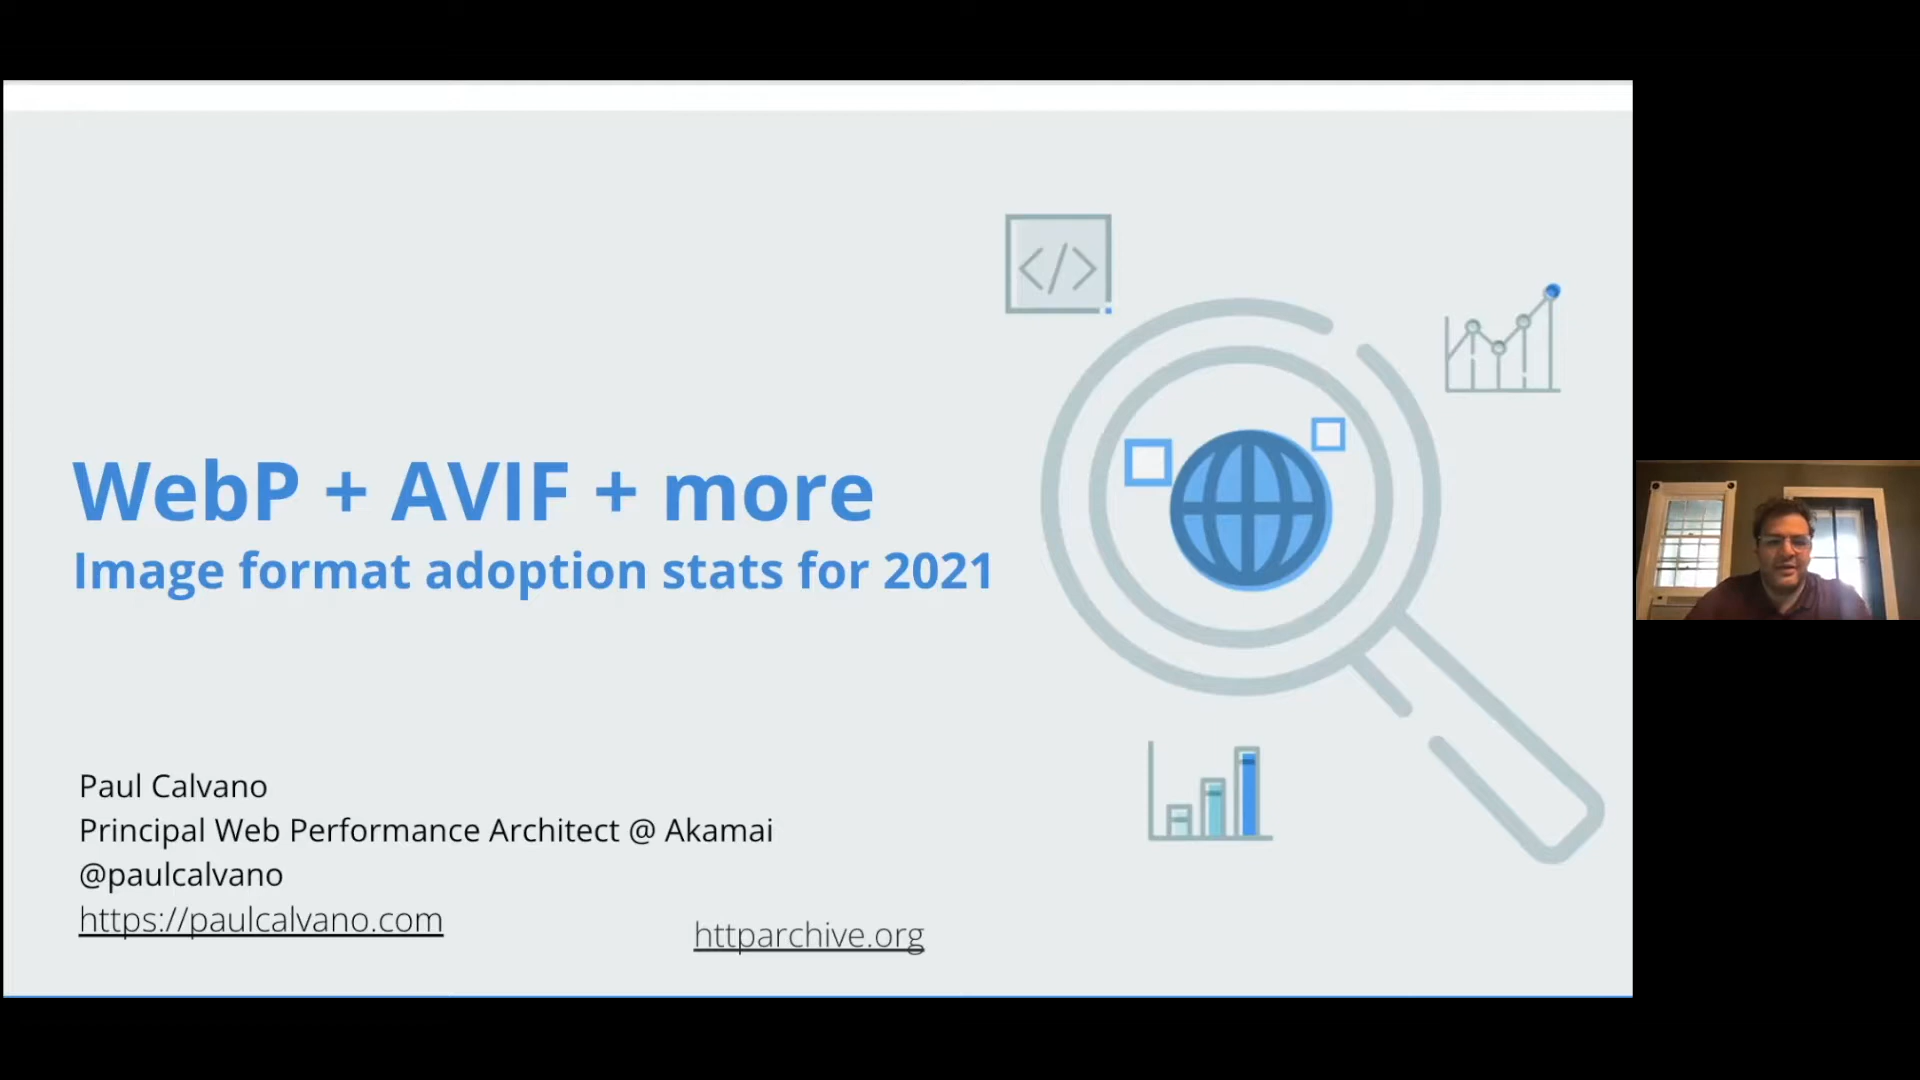 WebP + AVIF + more
Image format adoption stats for 2021
Paul Calvano
Principal Web Performance Architect @ Akamai
@paulcalvano
https://paulcalvano.com
httparchive.org